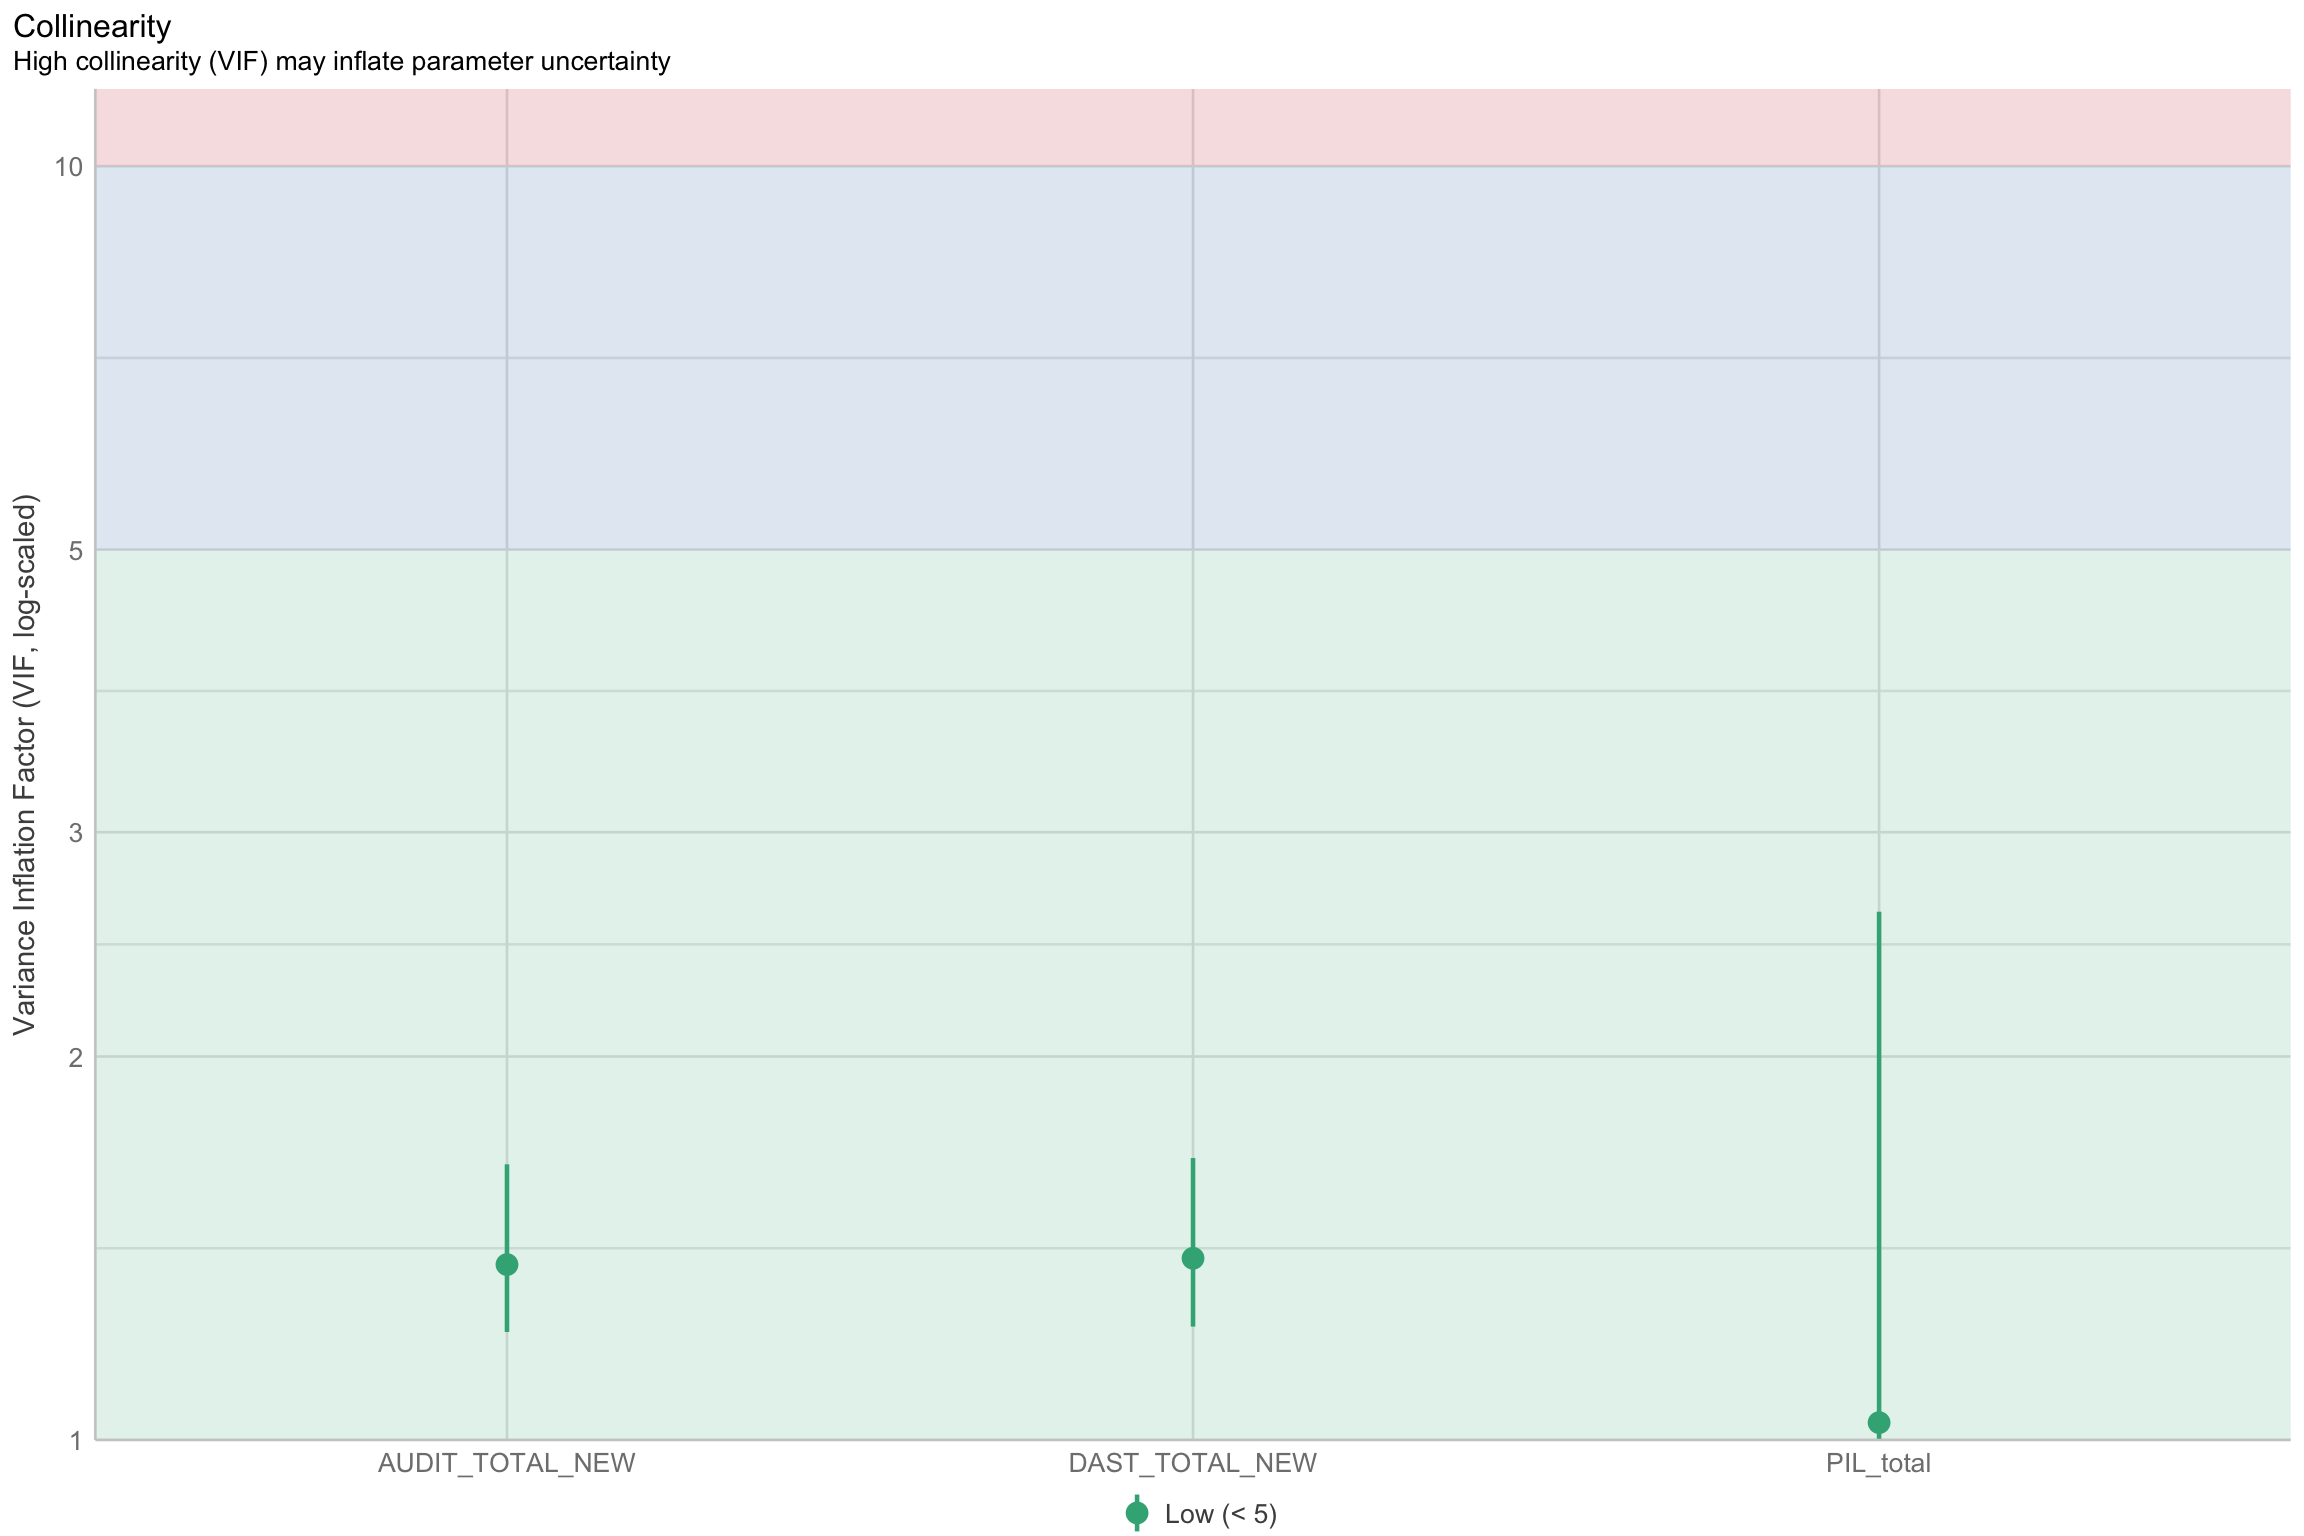 Collinearity
High collinearity (VIF) may inflate parameter uncertainty
Variance Inflation Factor (VIF, log-scaled)
10
5
3
2
1
AUDIT_TOTAL_NEW DAST_TOTAL_NEW PIL_total
Low (< 5)